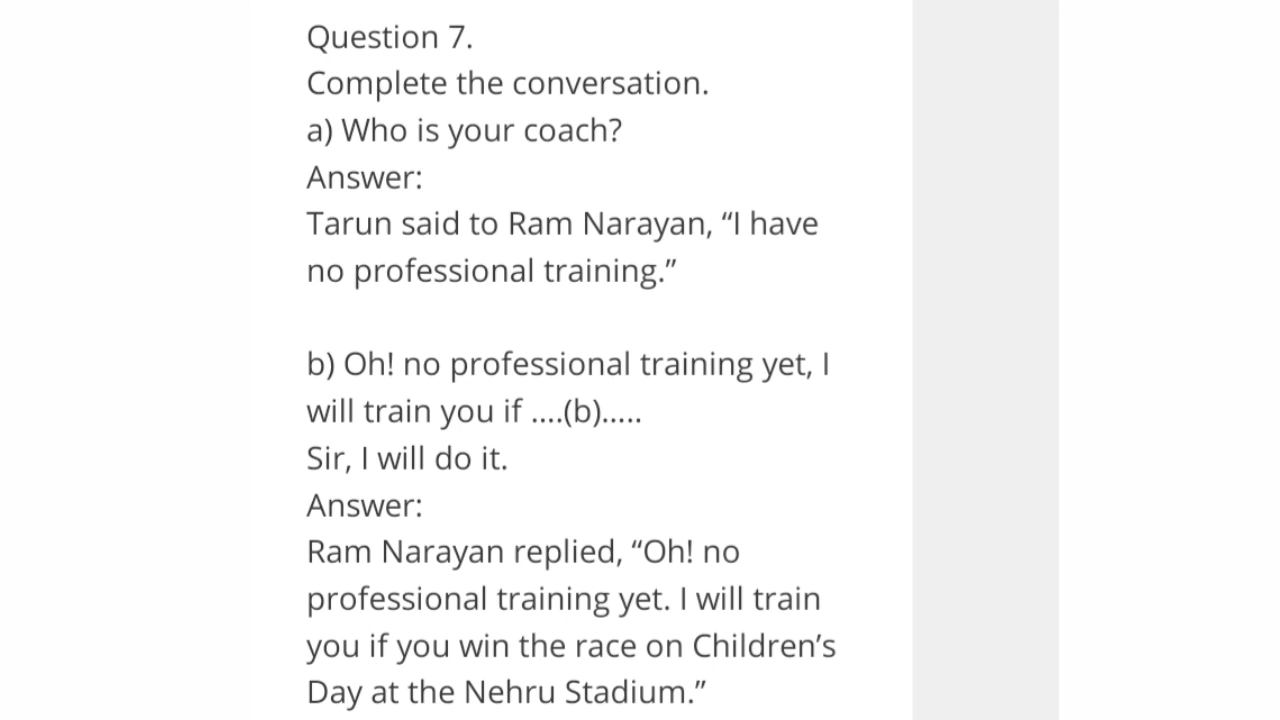 Question 7.
Complete the conversation.
a) Who is your coach?
Answer:
Tarun said to Ram Narayan, “I have
no professional training.”
b) Oh! no professional training yet, I
will train you if ....(b).....
Sir, I will do it.
Answer:
Ram Narayan replied, “Oh! no
professional training yet. I will train
you if you win the race on Children’s
Day at the Nehru Stadium.”